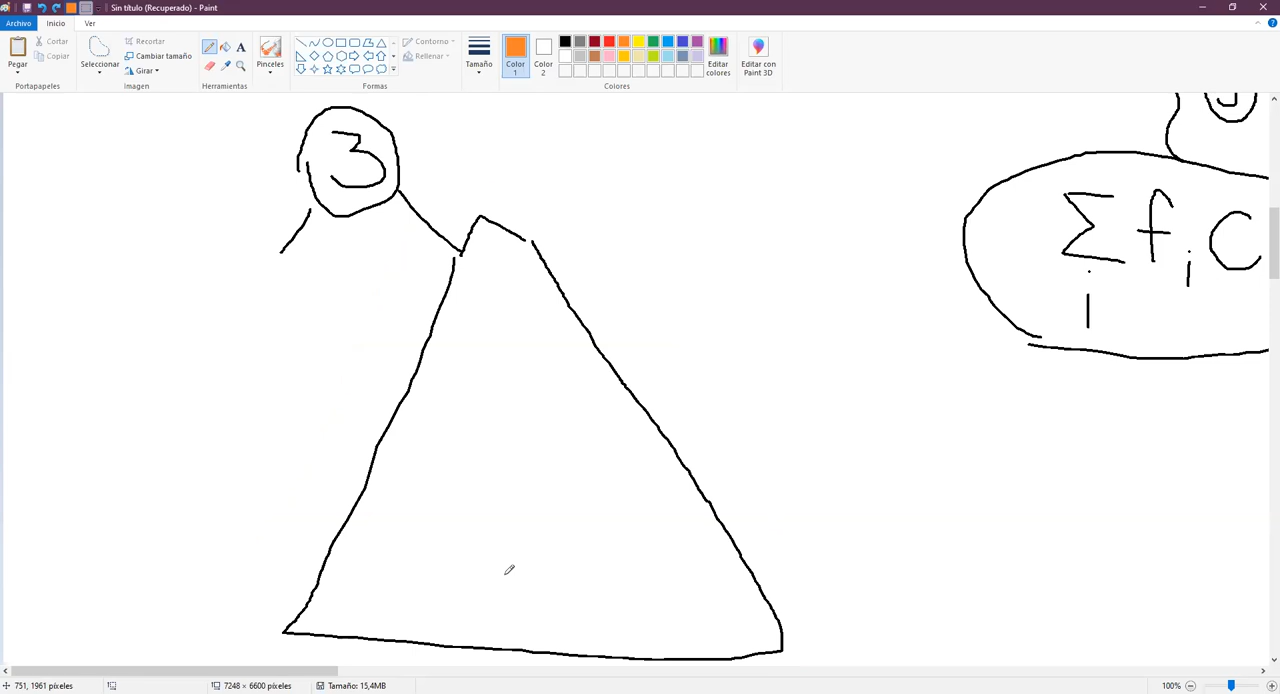 Sin título (Recuperado) - Paint
Archivo Inicio Ver
Pegar
Cortar
Copiar
Portapapeles
Seleccionar
Recortar
Cambiar tamaño
Girar
Imagen
Herramientas
Pinceles
Contorno
Rellenar
Formas
Tamaño
Color 1
Color 2
Editar colores
Colores
Editar con Paint 3D
3
Σ f i C
i
751, 1961 píxeles
7248 × 6600 píxeles
Tamaño: 15,4MB
100%